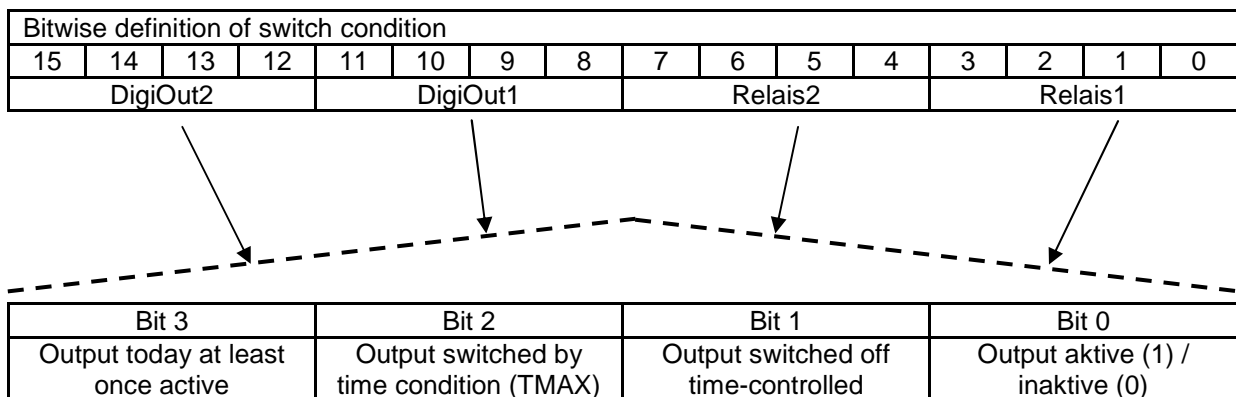 Bitwise definition of switch condition
15 14 13 12 11 10 9 8 7 6 5 4 3 2 1 0
DigiOut2 DigiOut1 Relais2 Relais1
Bit 3 Bit 2 Bit 1 Bit 0
Output today at least once active
Output switched by time condition (TMAX)
Output switched off time-controlled
Output aktive (1) / inaktive (0)